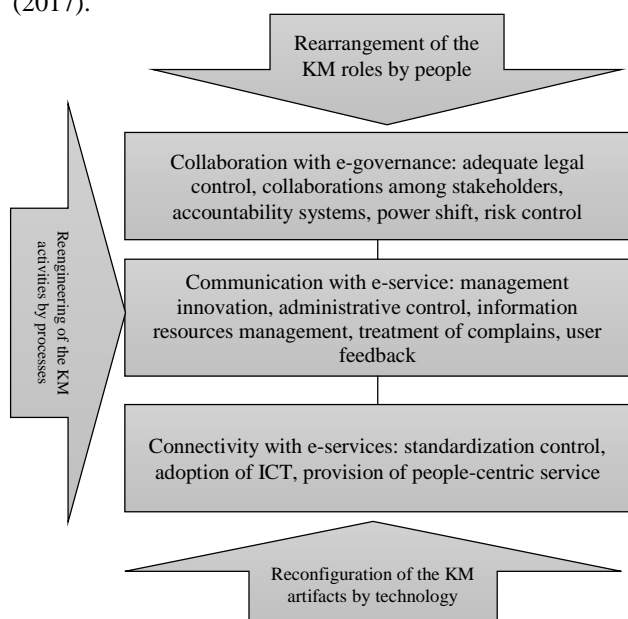 (2017).
Rearrangement of the
KM roles by people
Collaboration with e-governance: adequate legal
control, collaborations among stakeholders,
accountability systems, power shift, risk control
Reengineering of the KM
activities by processes
Communication with e-service: management
innovation, administrative control, information
resources management, treatment of complains, user
feedback
Connectivity with e-services: standardization control,
adoption of ICT, provision of people-centric service
Reconfiguration of the KM
artifacts by technology